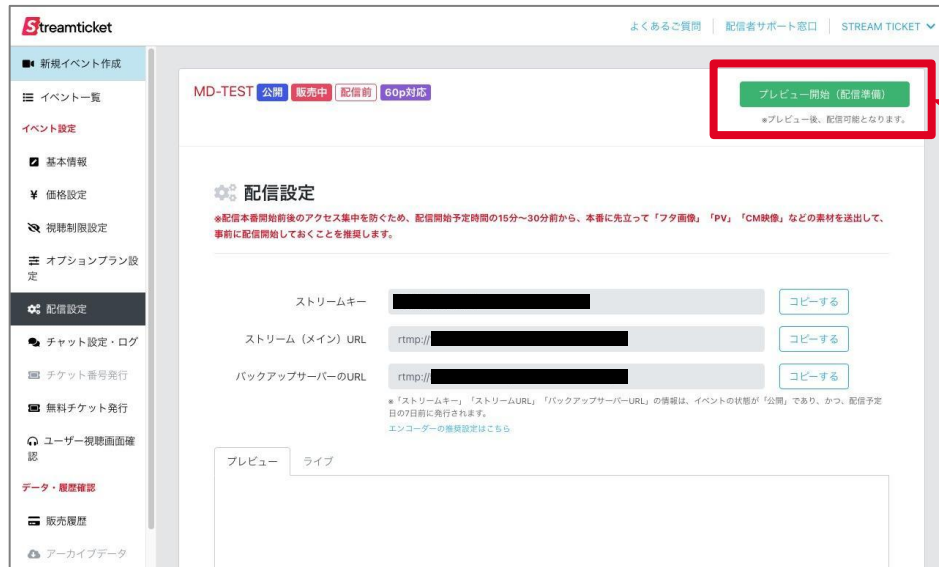 Streamticket
よくあるご質問
配信者サポート窓口
STREAM TICKET
新規イベント作成
イベント一覧
イベント設定
基本情報
価格設定
視聴制限設定
オプションプラン設
定
配信設定
チャット設定・ログ
チケット番号発行
無料チケット発行
ユーザー視聴画面確
認
データ・履歴確認
販売履歴
アーカイブデータ
MD-TEST 公開 販売中 配信前 60p対応
プレビュー開始（配信準備）
※プレビュー後、配信可能となります。
配信設定
※配信本番開始前後のアクセス集中を防ぐため、配信開始予定時間の15分〜30分前から、本番に先立って「フタ画像」「PV」「CM映像」などの素材を送出して、
事前に配信開始しておくことを推奨します。
ストリームキー
コピーする
ストリーム（メイン）URL
rtmp://
コピーする
バックアップサーバーのURL
rtmp://
コピーする
※「ストリームキー」「ストリームURL」「バックアップサーバーURL」の情報は、イベントの状態が「公開」であり、かつ、配信予定
日の7日前に発行されます。
エンコーダーの推奨設定はこちら
プレビュー
ライブ